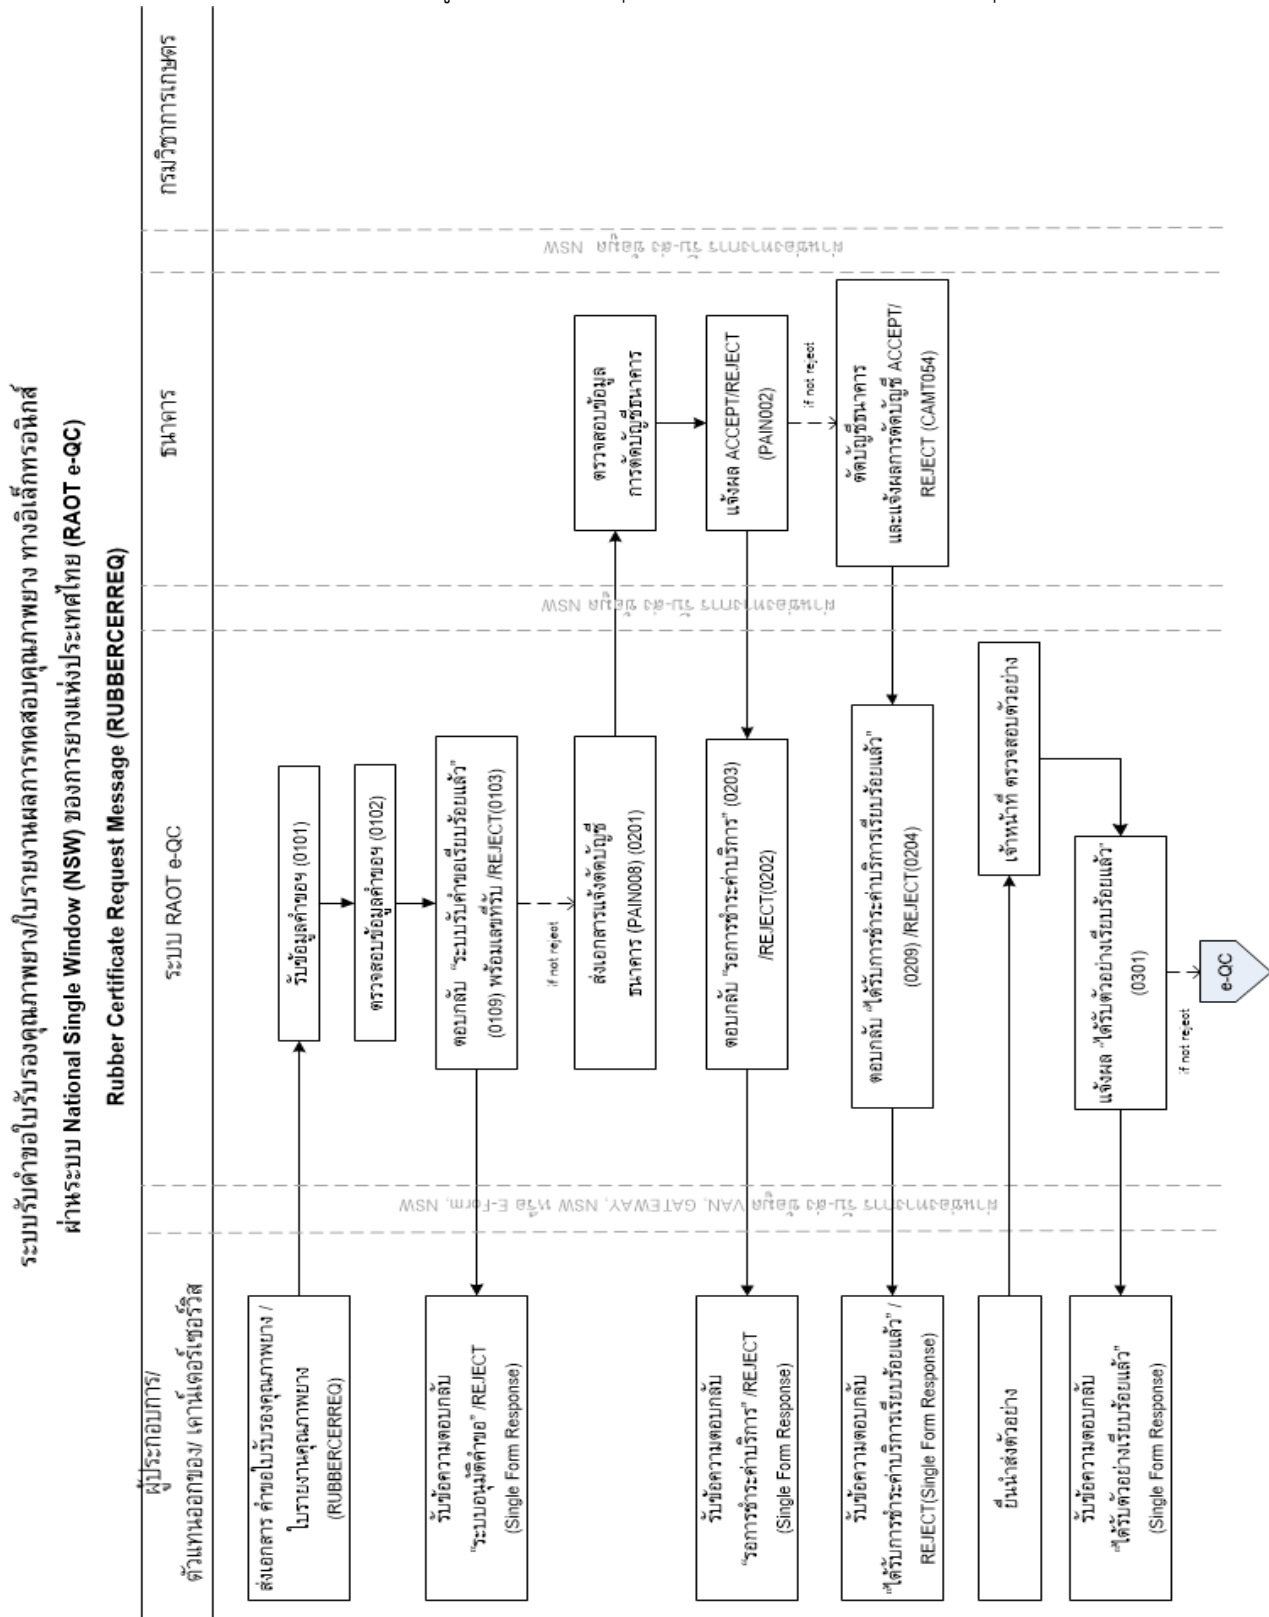 ระบบรับคำขอใบรับรองคุณภาพยาง/ใบรายงานผลการทดสอบคุณภาพยาง ทางอิเล็กทรอนิกส์
ผ่านระบบ National Single Window (NSW) ของการยางแห่งประเทศไทย (RAOT e-QC)
Rubber Certificate Request Message (RUBBERCERREQ)
ผู้ประกอบการ/
ตัวแทนออกของ/ เคาน์เตอร์เซอร์วิส
ระบบ RAOT e-QC
ธนาคาร
กรมวิชาการเกษตร
ส่งเอกสาร คำขอใบรับรองคุณภาพยาง /
ใบรายงานคุณภาพยาง
(RUBBERCERREQ)
รับข้อมูลคำขอฯ (0101)
ตรวจสอบข้อมูลคำขอฯ (0102)
รับข้อความตอบกลับ
"ระบบอนุมัติคำขอ" /REJECT
(Single Form Response)
ตอบกลับ "ระบบรับคำขอเรียบร้อยแล้ว"
(0109) พร้อมเลขที่รับ /REJECT(0103)
if not reject
ส่งเอกสารแจ้งตัดบัญชี
ธนาคาร (PAIN008) (0201)
ตรวจสอบข้อมูล
การตัดบัญชีธนาคาร
รับข้อความตอบกลับ
"รอการชำระค่าบริการ" /REJECT
(Single Form Response)
ตอบกลับ "รอการชำระค่าบริการ" (0203)
/REJECT(0202)
แจ้งผล ACCEPT/REJECT
(PAIN002)
if not reject
รับข้อความตอบกลับ
"ได้รับการชำระค่าบริการเรียบร้อยแล้ว" /
REJECT(Single Form Response)
ตอบกลับ "ได้รับการชำระค่าบริการเรียบร้อยแล้ว"
(0209) /REJECT(0204)
ตัดบัญชีธนาคาร
และแจ้งผลการตัดบัญชี ACCEPT/
REJECT (CAMT054)
ยื่นนำส่งตัวอย่าง
เจ้าหน้าที่ ตรวจสอบตัวอย่าง
รับข้อความตอบกลับ
"ได้รับตัวอย่างเรียบร้อยแล้ว"
(Single Form Response)
แจ้งผล "ได้รับตัวอย่างเรียบร้อยแล้ว"
(0301)
if not reject
e-QC
ผ่านช่องทางการ รับ-ส่ง ข้อมูล VAN, GATEWAY, NSW หรือ E-Form, NSW
ผ่านช่องทางการ รับ-ส่ง ข้อมูล NSW
ผ่านช่องทางการ รับ-ส่ง ข้อมูล NSW